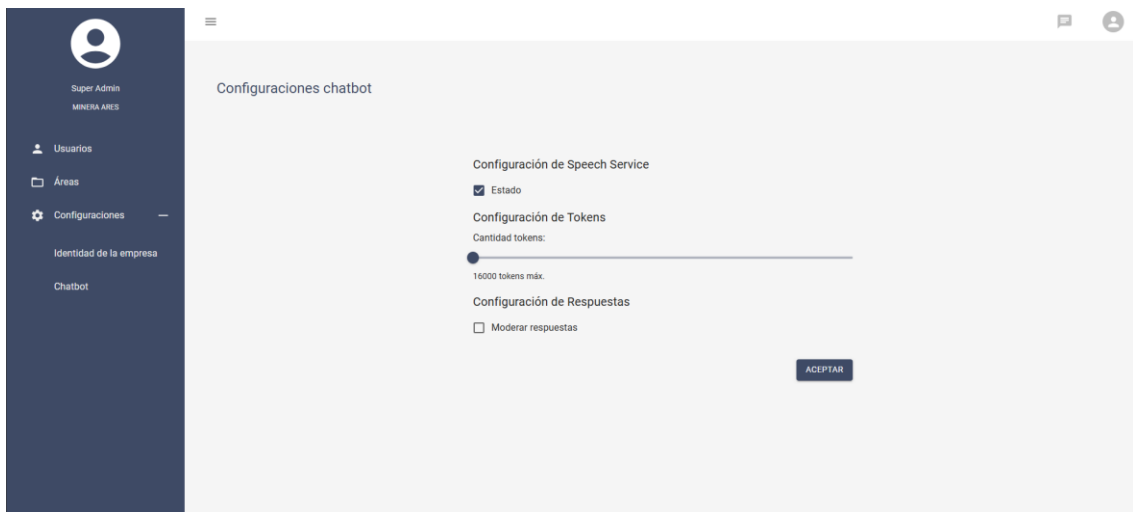 Super Admin
MINERA ARES
Usuarios
Áreas
Configuraciones
Identidad de la empresa
Chatbot
Configuraciones chatbot
Configuración de Speech Service
Estado
Configuración de Tokens
Cantidad tokens:
16000 tokens máx.
Configuración de Respuestas
Moderar respuestas
ACEPTAR